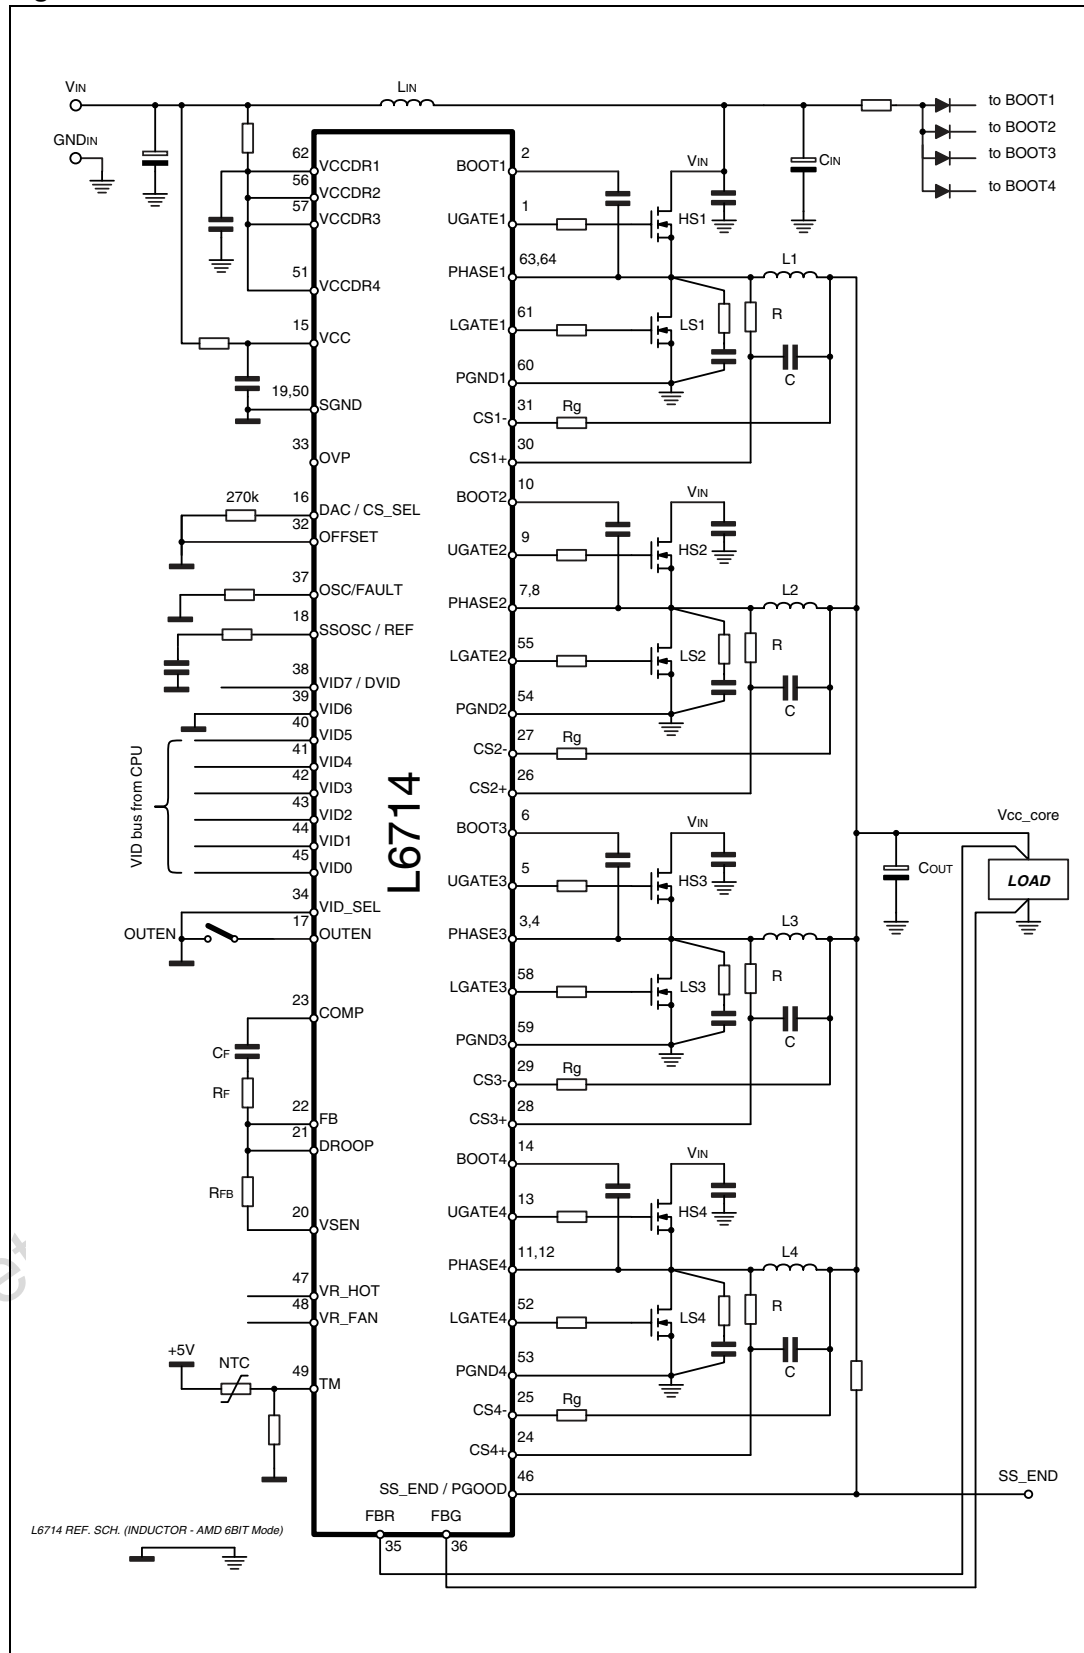 VIN
LIN
to BOOT1
to BOOT2
to BOOT3
to BOOT4
GNDIN
CIN
62
VCCDR1
56
VCCDR2
57
VCCDR3
51
VCCDR4
15
VCC
19,50
SGND
33
OVP
270k
16
DAC / CS_SEL
32
OFFSET
37
OSC/FAULT
18
SSOSC / REF
38
VID7 / DVID
39
VID6
40
VID5
41
VID4
42
VID3
43
VID2
44
VID1
45
VID0
VID bus from CPU
34
VID_SEL
17
OUTEN
OUTEN
23
COMP
CF
RF
22
FB
21
DROOP
RFB
20
VSEN
47
VR_HOT
48
VR_FAN
+5V
NTC
49
TM
L6714
2
BOOT1
VIN
1
UGATE1
HS1
63,64
PHASE1
L1
61
LGATE1
LS1
R
60
PGND1
C
31
CS1-
Rg
30
CS1+
10
BOOT2
VIN
9
UGATE2
HS2
7,8
PHASE2
L2
55
LGATE2
LS2
R
54
PGND2
C
27
CS2-
Rg
26
CS2+
6
BOOT3
VIN
5
UGATE3
HS3
3,4
PHASE3
L3
58
LGATE3
LS3
R
59
PGND3
C
29
CS3-
Rg
28
CS3+
14
BOOT4
VIN
13
UGATE4
HS4
11,12
PHASE4
L4
52
LGATE4
LS4
R
53
PGND4
C
25
CS4-
Rg
24
CS4+
46
SS_END / PGOOD
SS_END
Vcc_core
COUT
LOAD
FBR
FBG
35
36
L6714 REF. SCH. (INDUCTOR - AMD 6BIT Mode)